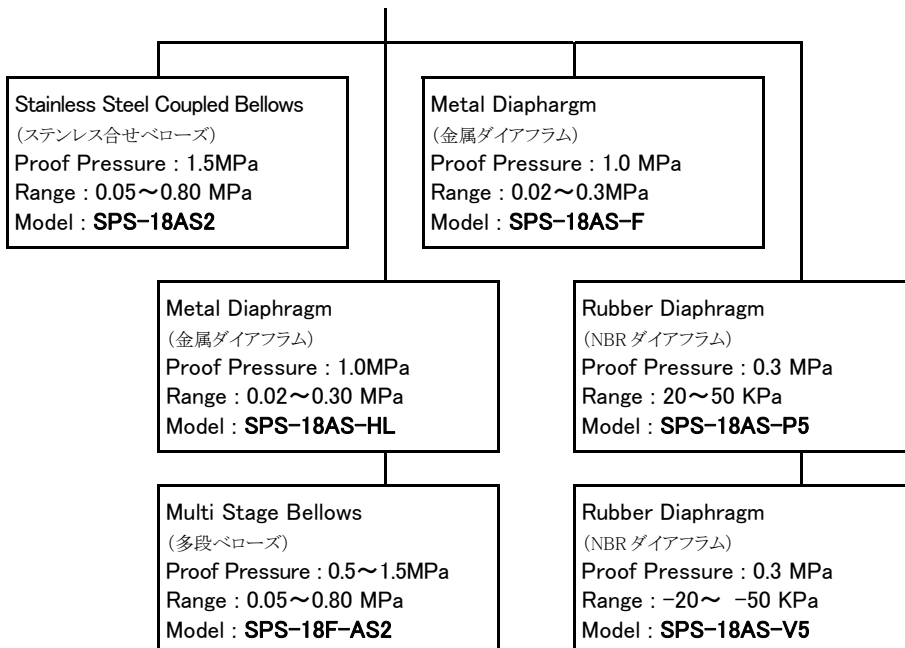 Stainless Steel Coupled Bellows
（ステンレス合せベローズ）
Proof Pressure : 1.5MPa
Range : 0.05～0.80 MPa
Model : SPS-18AS2
Metal Diaphargm
（金属ダイアフラム）
Proof Pressure : 1.0 MPa
Range : 0.02～0.3MPa
Model : SPS-18AS-F
Metal Diaphragm
（金属ダイアフラム）
Proof Pressure : 1.0MPa
Range : 0.02～0.30 MPa
Model : SPS-18AS-HL
Rubber Diaphragm
（NBR ダイアフラム）
Proof Pressure : 0.3 MPa
Range : 20～50 KPa
Model : SPS-18AS-P5
Multi Stage Bellows
（多段ベローズ）
Proof Pressure : 0.5～1.5MPa
Range : 0.05～0.80 MPa
Model : SPS-18F-AS2
Rubber Diaphragm
（NBR ダイアフラム）
Proof Pressure : 0.3 MPa
Range : -20～ -50 KPa
Model : SPS-18AS-V5